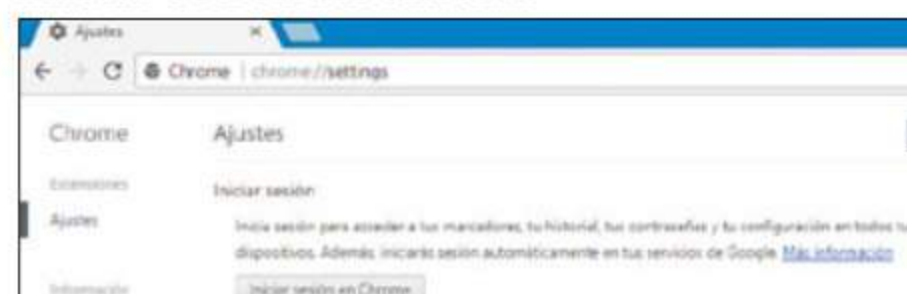 Ajustes
Chrome | chrome://settings
Chrome
Ajustes
Extensiones
Iniciar sesión
Ajustes
Inicia sesión para acceder a tus marcadores, tu historial, tus contraseñas y tu configuración en todos tu
dispositivos. Además, iniciarás sesión automáticamente en tus servicios de Google. Más información
Información
Iniciar sesión en Chrome